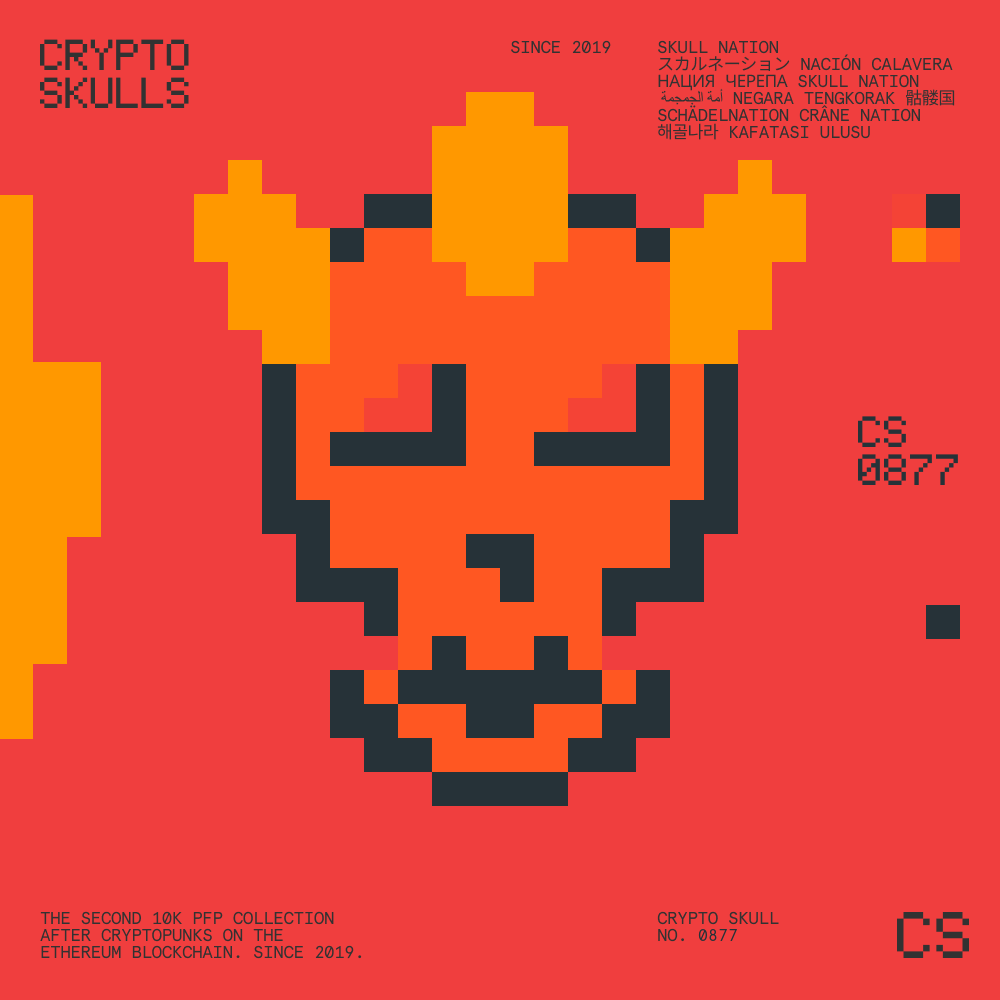 CRYPTO
SKULLS
SINCE 2019
SKULL NATION
スカルネーション NACIÓN CALAVERA
НАЦИЯ ЧЕРЕПА SKULL NATION
أمة الجمجمة NEGARA TENGKORAK 骷髅国
SCHÄDELNATION CRÂNE NATION
해골나라 KAFATASI ULUSU
CS
0877
THE SECOND 10K PFP COLLECTION
AFTER CRYPTOPUNKS ON THE
ETHEREUM BLOCKCHAIN. SINCE 2019.
CRYPTO SKULL
NO. 0877
CS